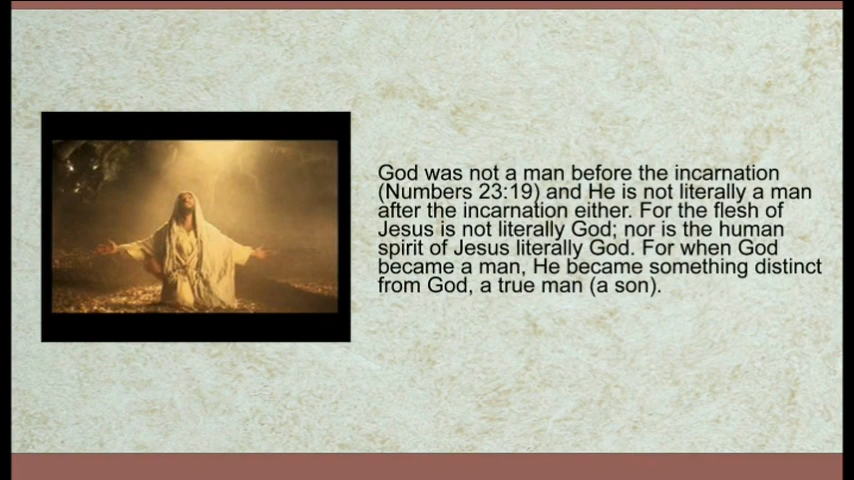 God was not a man before the incarnation
(Numbers 23:19) and He is not literally a man
after the incarnation either. For the flesh of
Jesus is not literally God; nor is the human
spirit of Jesus literally God. For when God
became a man, He became something distinct
from God, a true man (a son).